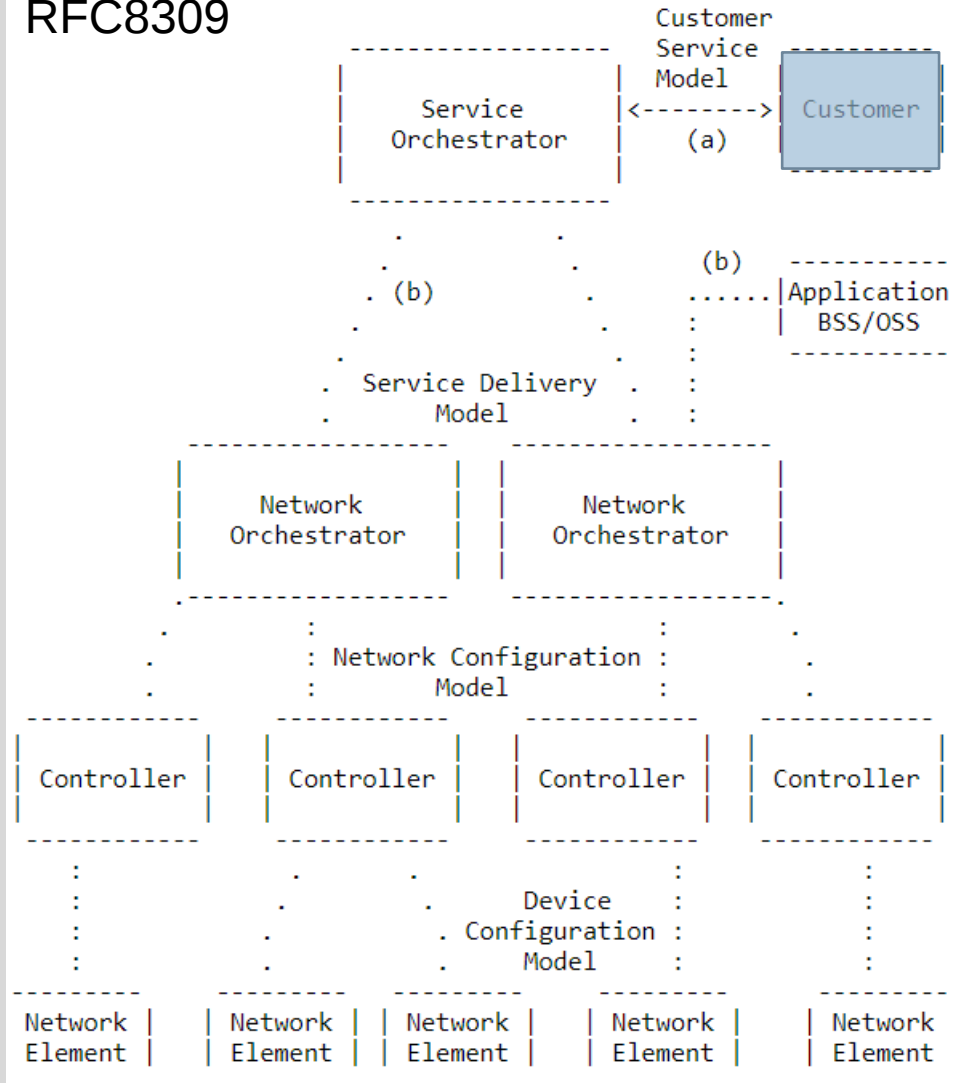 RFC8309
Customer
Service
Model
Service
Orchestrator
<-------->
(a)
Customer
(b)
(b)
Application
BSS/OSS
Service Delivery
Model
Network
Orchestrator
Network
Orchestrator
Network Configuration
Model
Controller
Controller
Controller
Controller
Device
Configuration
Model
Network
Element
Network
Element
Network
Element
Network
Element
Network
Element